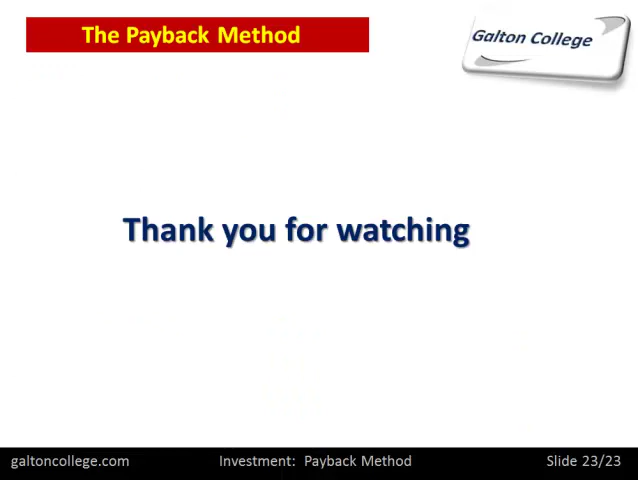 The Payback Method
Galton College
Thank you for watching
galtoncollege.com
Investment: Payback Method
Slide 23/23